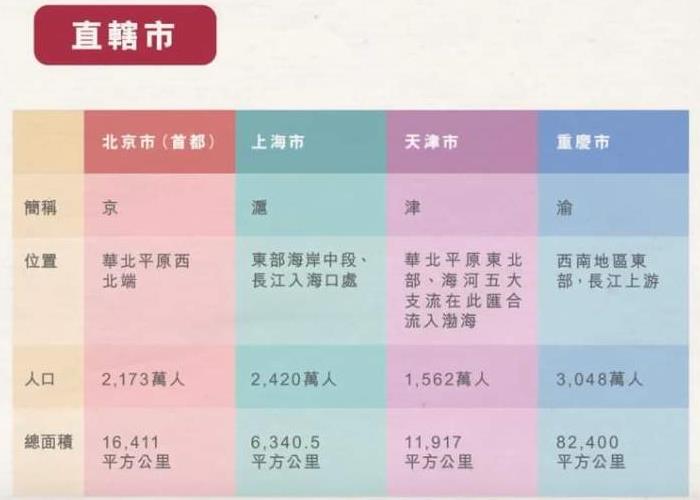 直轄市
北京市（首都） 上海市 天津市 重慶市
簡稱 京 滬 津 渝
位置 華北平原西 東部海岸中段、 華北平原東北 西南地區東
北端 長江入海口處 部、海河五大 部，長江上游
支流在此匯合
流入渤海
人口 2,173萬人 2,420萬人 1,562萬人 3,048萬人
總面積 16,411 6,340.5 11,917 82,400
平方公里 平方公里 平方公里 平方公里